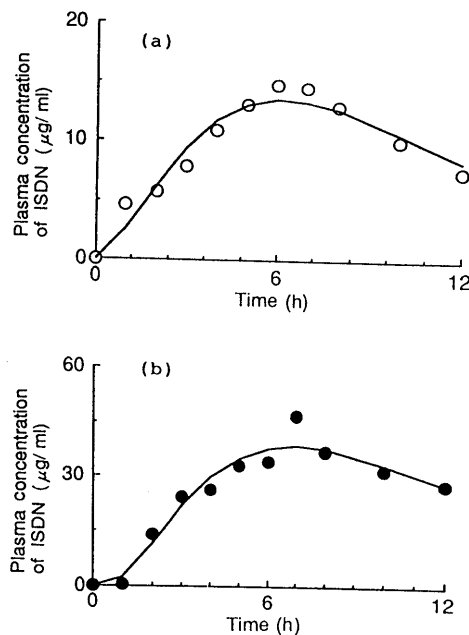 (a)
20
10
0
Plasma concentration
of ISDN (μg/ml)
0 6 12
Time (h)
(b)
60
30
0
Plasma concentration
of ISDN (μg/ml)
0 6 12
Time (h)